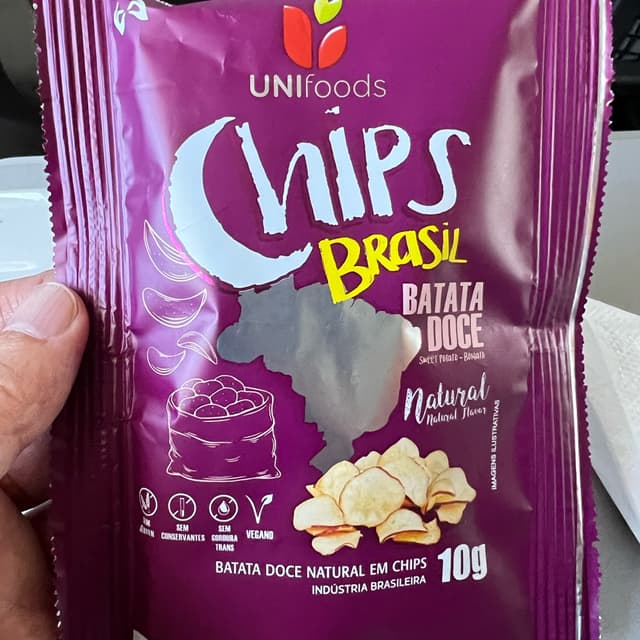 UNIfoods
CHIPS
BRASIL
BATATA
DOCE
SWEET POTATO - BONIATO
Natural
Natural Flavor
IMAGENS ILUSTRATIVAS
SEM
SEM
CONSERVANTES
SEM
GORDURA
TRANS
VEGANO
BATATA DOCE NATURAL EM CHIPS
INDÚSTRIA BRASILEIRA
10g